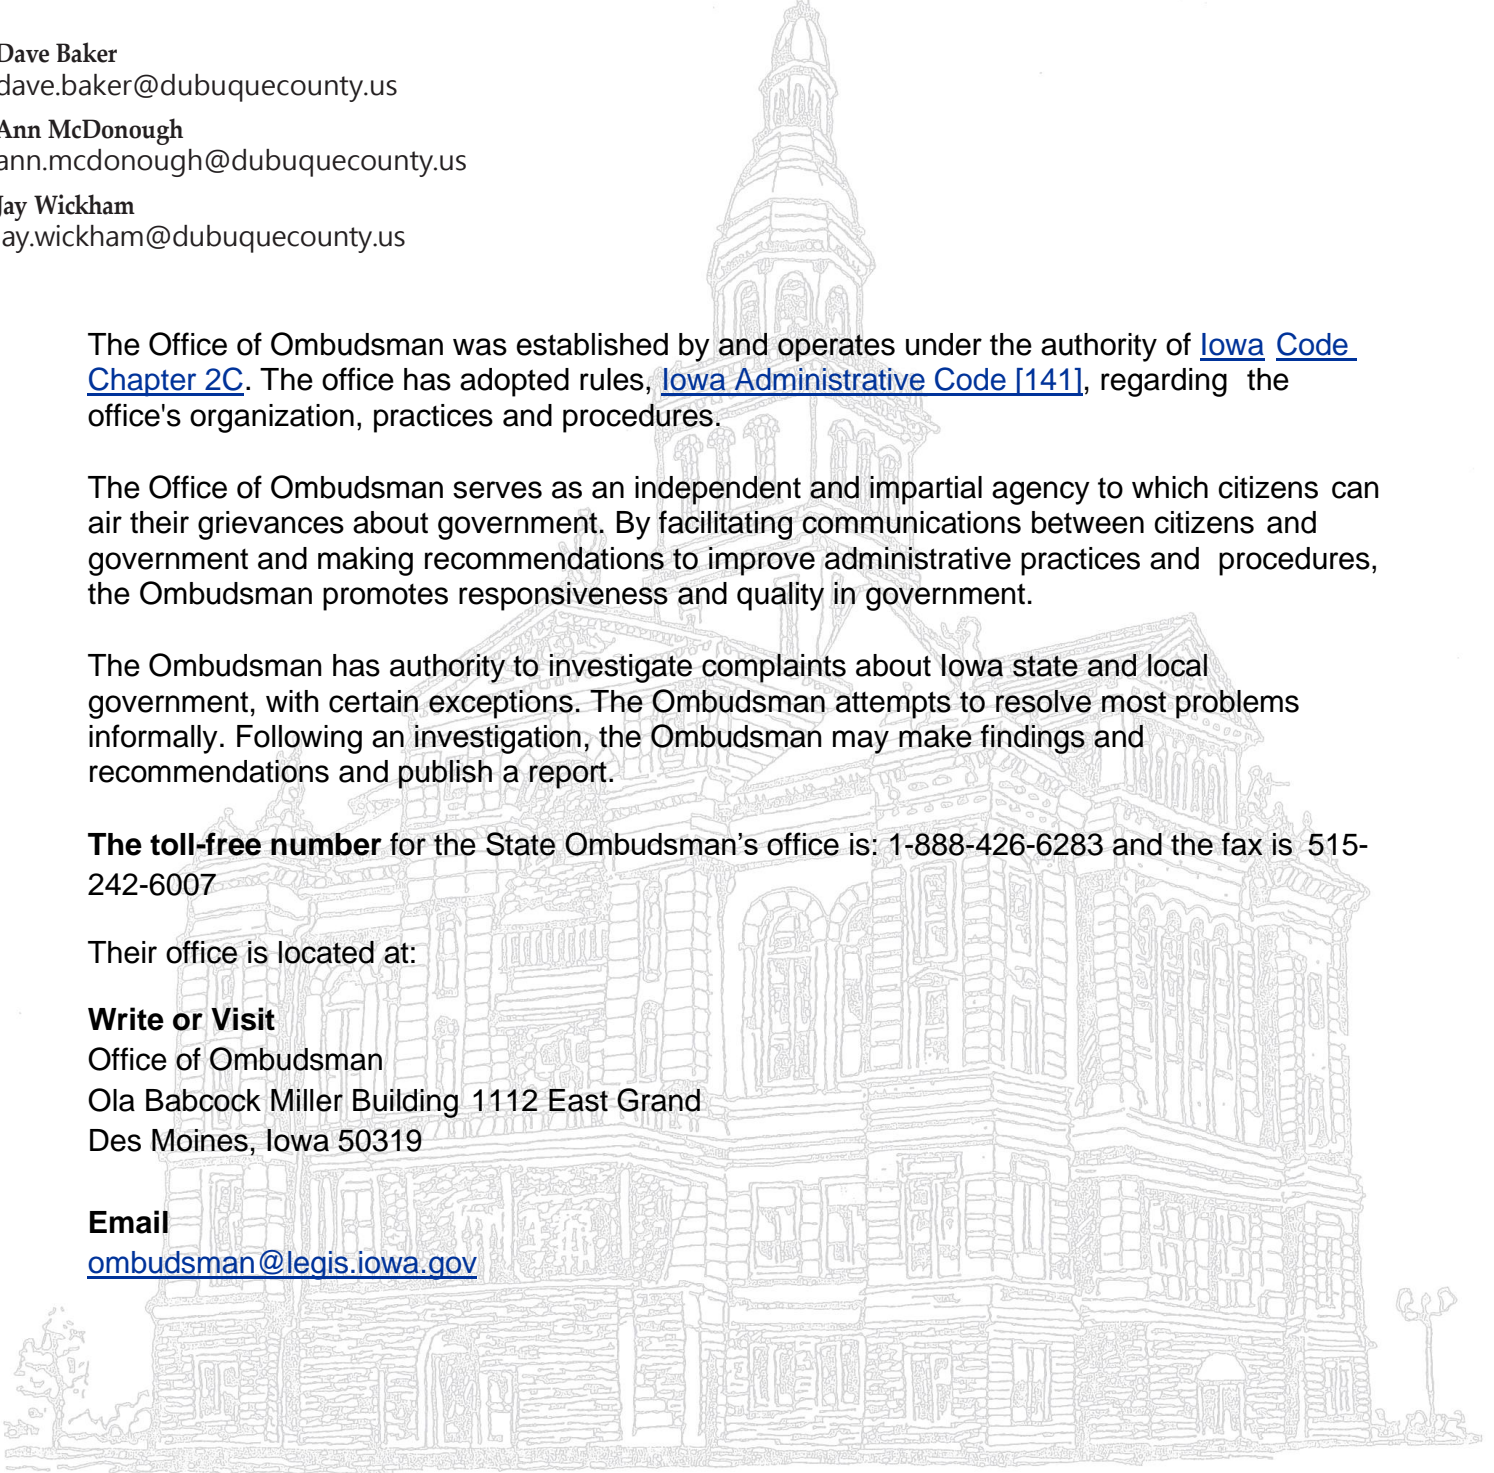 Dave Baker
dave.baker@dubuquecounty.us
Ann McDonough
ann.mcdonough@dubuquecounty.us
Jay Wickham
jay.wickham@dubuquecounty.us
The Office of Ombudsman was established by and operates under the authority of Iowa Code
Chapter 2C. The office has adopted rules, Iowa Administrative Code [141], regarding the
office's organization, practices and procedures.
The Office of Ombudsman serves as an independent and impartial agency to which citizens can
air their grievances about government. By facilitating communications between citizens and
government and making recommendations to improve administrative practices and procedures,
the Ombudsman promotes responsiveness and quality in government.
The Ombudsman has authority to investigate complaints about Iowa state and local
government, with certain exceptions. The Ombudsman attempts to resolve most problems
informally. Following an investigation, the Ombudsman may make findings and
recommendations and publish a report.
The toll-free number for the State Ombudsman’s office is: 1-888-426-6283 and the fax is 515-
242-6007
Their office is located at:
Write or Visit
Office of Ombudsman
Ola Babcock Miller Building 1112 East Grand
Des Moines, Iowa 50319
Email
ombudsman@legis.iowa.gov